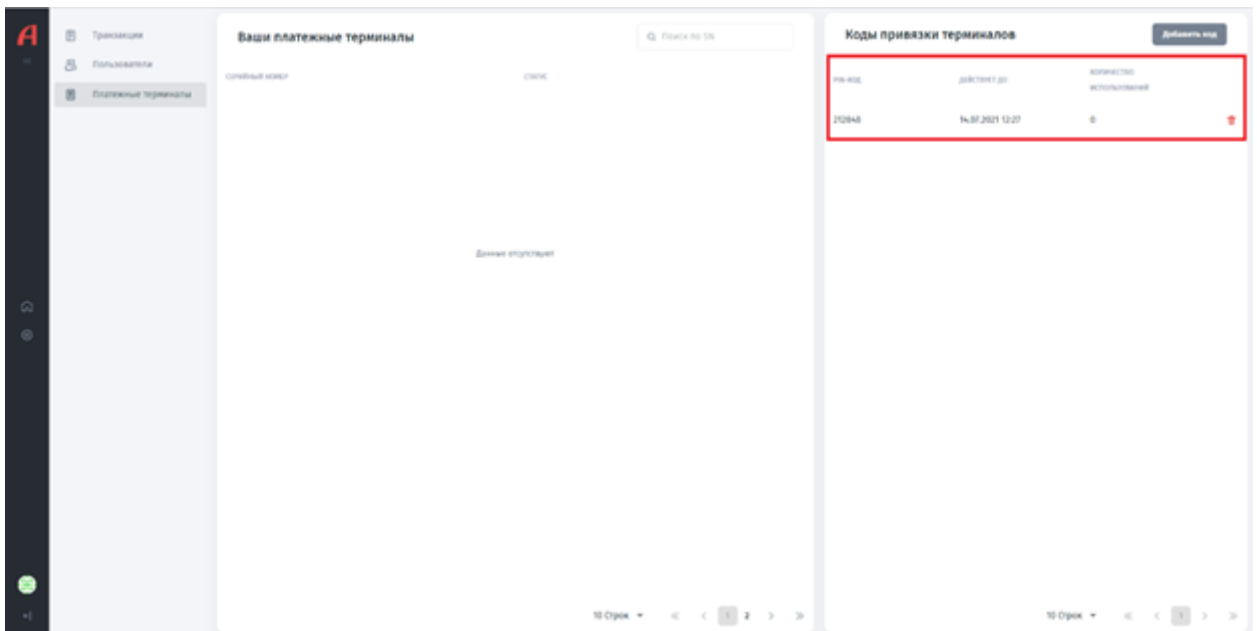 Транзакции
Пользователи
Платежные терминалы
Ваши платежные терминалы
Поиск по SN
СЕРИЙНЫЙ НОМЕР
СТАТУС
Данные отсутствуют
10 Строк
1 2
Коды привязки терминалов
Добавить код
PIN-КОД
ДЕЙСТВУЕТ ДО
КОЛИЧЕСТВО
ИСПОЛЬЗОВАНИЙ
212848
14.07.2021 12:27
0
10 Строк
1